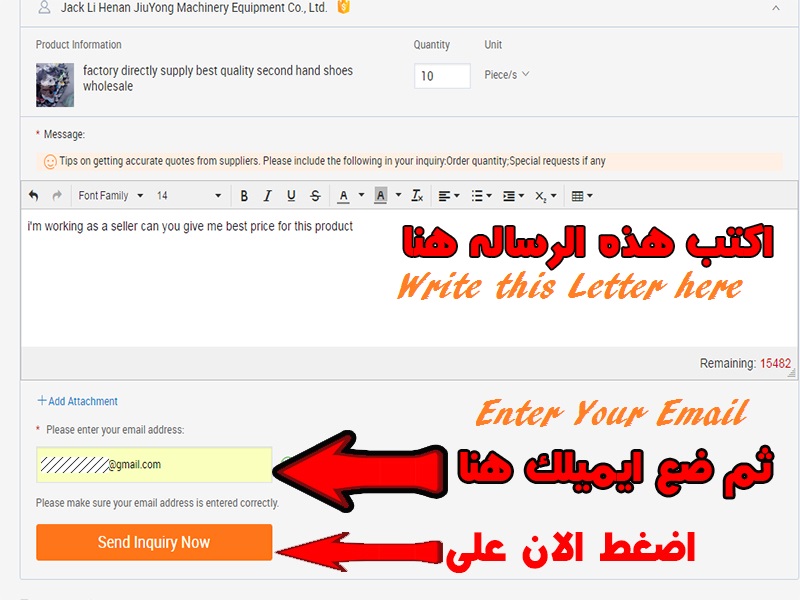 Jack Li Henan JiuYong Machinery Equipment Co., Ltd.
Product Information
Quantity
Unit
factory directly supply best quality second hand shoes
wholesale
10
Piece/s
* Message:
Tips on getting accurate quotes from suppliers. Please include the following in your inquiry:Order quantity;Special requests if any
Font Family
14
B I U S A A Tx
X₂
i'm working as a seller can you give me best price for this product
اكتب هذه الرساله هنا
Write this Letter here
Remaining: 15482
+Add Attachment
Enter Your Email
* Please enter your email address:
@gmail.com
ثم ضع ايميلك هنا
Please make sure your email address is entered correctly.
Send Inquiry Now
اضغط الان على